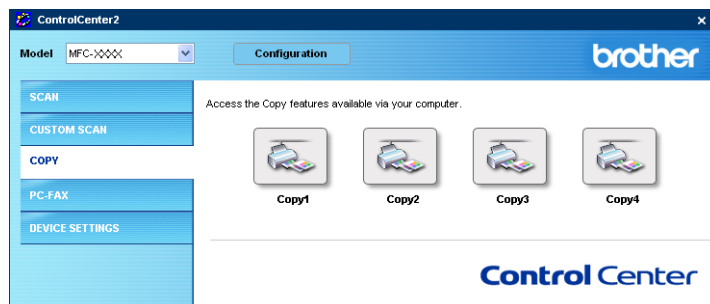 ControlCenter2
Model MFC-XXXX Configuration
brother
SCAN
CUSTOM SCAN
COPY
PC-FAX
DEVICE SETTINGS
Access the Copy features available via your computer.
Copy1 Copy2 Copy3 Copy4
Control Center